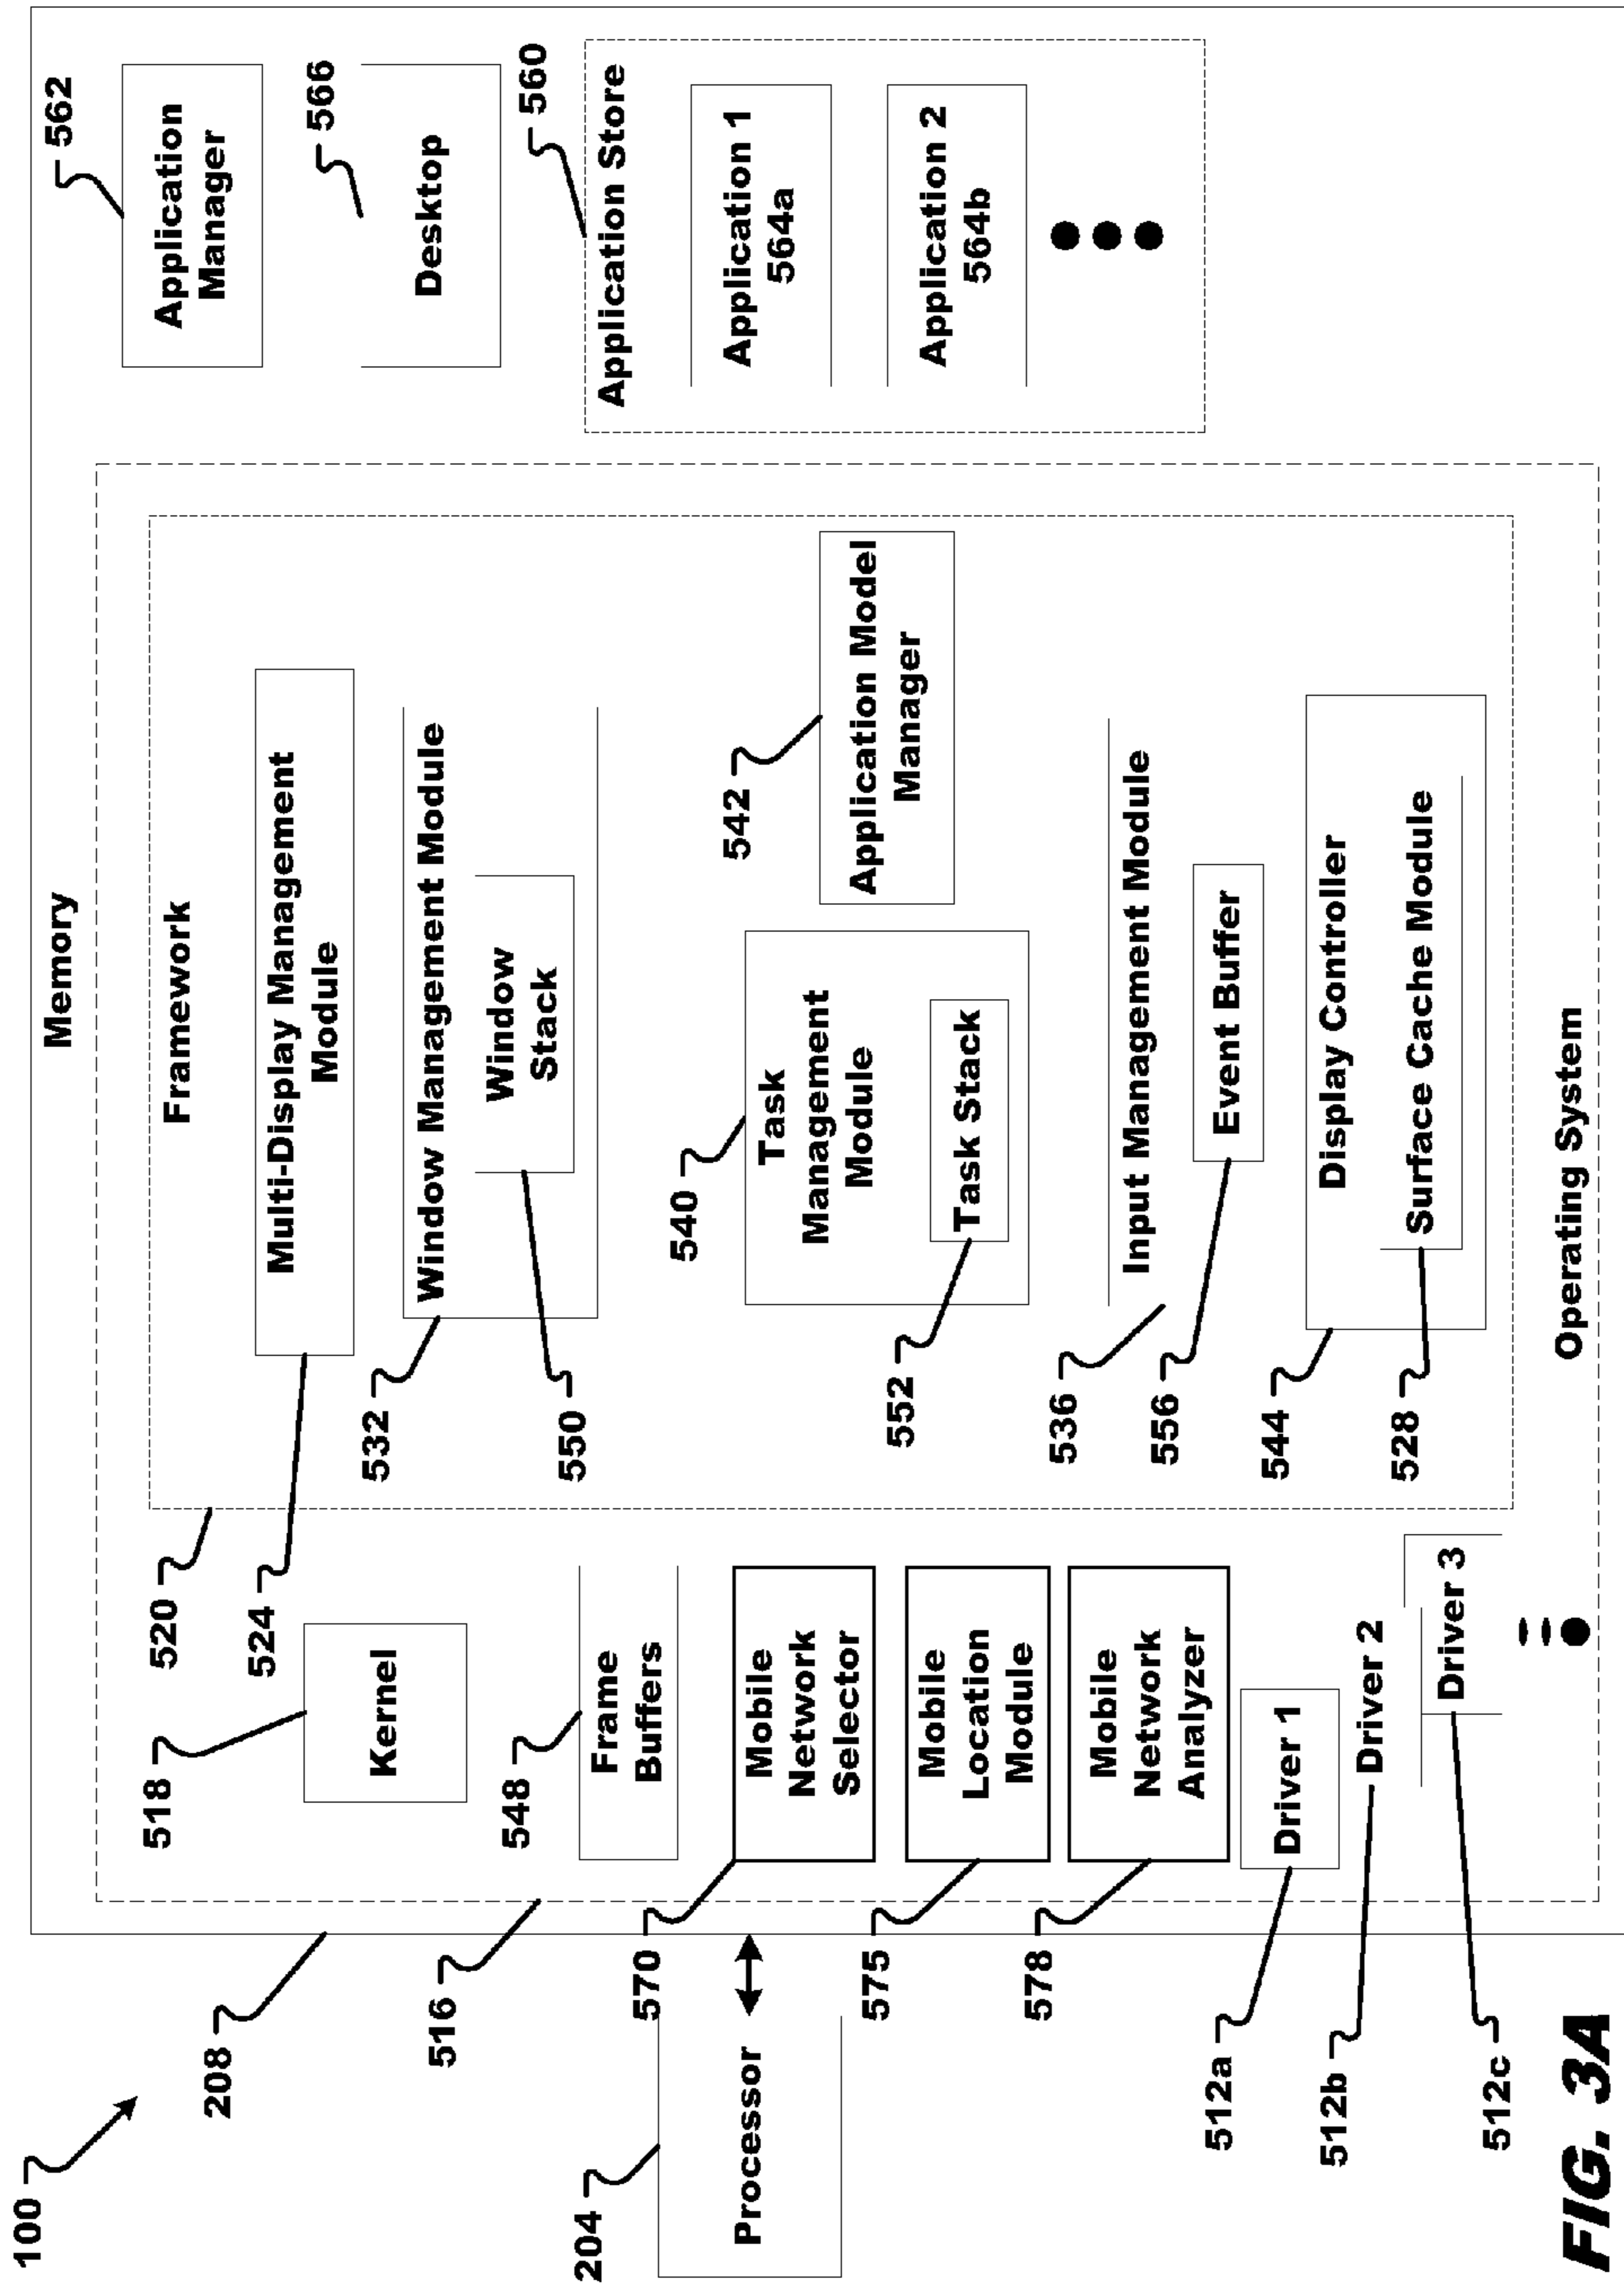 100
208
Memory
204
Processor
516
Operating System
518
Kernel
548
Frame
Buffers
570
Mobile
Network
Selector
575
Mobile
Location
Module
578
Mobile
Network
Analyzer
512a
Driver 1
512b
Driver 2
512c
Driver 3
520
Framework
524
Multi-Display Management
Module
532
Window Management Module
550
Window
Stack
540
Task
Management
Module
552
Task Stack
542
Application Model
Manager
536
Input Management Module
556
Event Buffer
544
Display Controller
528
Surface Cache Module
562
Application
Manager
566
Desktop
560
Application Store
Application 1
564a
Application 2
564b
FIG. 3A